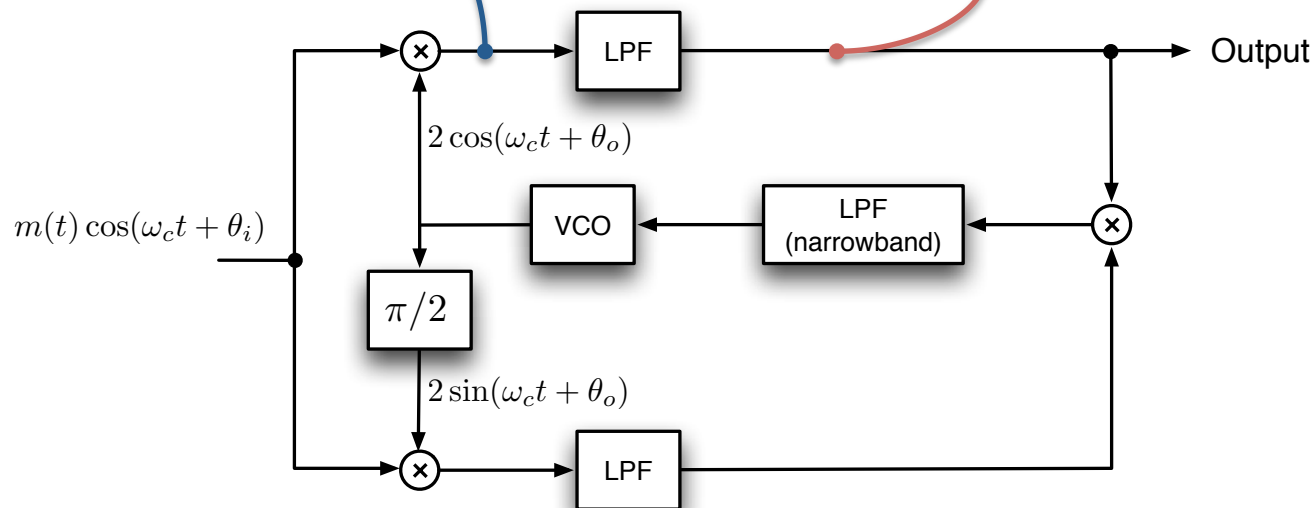 LPF
Output
2 cos(ω_c t + θ_o)
m(t) cos(ω_c t + θ_i)
VCO
LPF
(narrowband)
π/2
2 sin(ω_c t + θ_o)
LPF